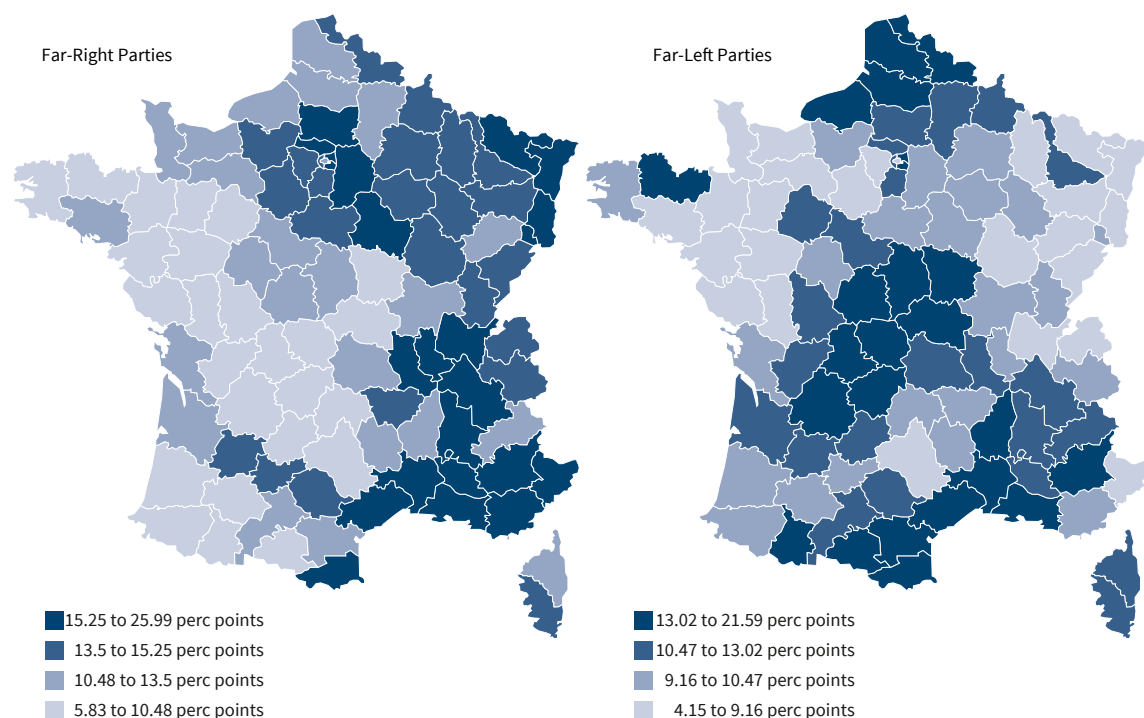 Far-Right Parties
15.25 to 25.99 perc points
13.5 to 15.25 perc points
10.48 to 13.5 perc points
5.83 to 10.48 perc points
Far-Left Parties
13.02 to 21.59 perc points
10.47 to 13.02 perc points
9.16 to 10.47 perc points
4.15 to 9.16 perc points